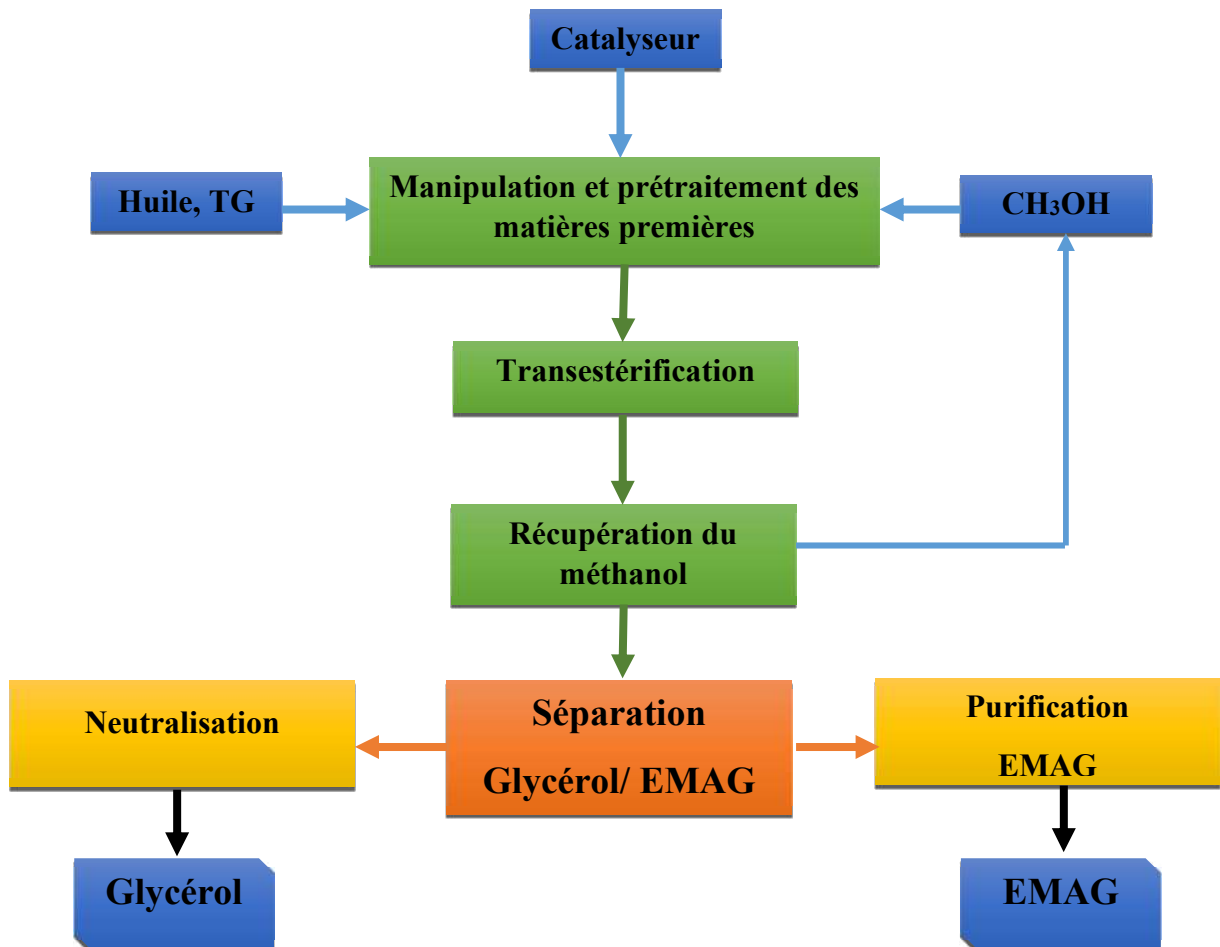 Catalyseur
Huile, TG
Manipulation et prétraitement des
matières premières
CH₃OH
Transestérification
Récupération du
méthanol
Neutralisation
Séparation
Glycérol/ EMAG
Purification
EMAG
Glycérol
EMAG